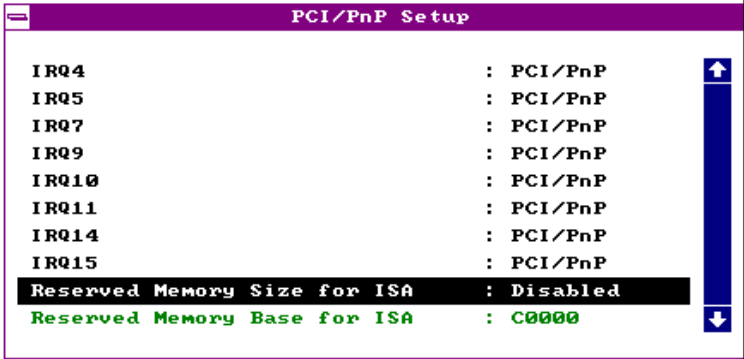 PCI/PnP Setup
IRQ4 : PCI/PnP
IRQ5 : PCI/PnP
IRQ7 : PCI/PnP
IRQ9 : PCI/PnP
IRQ10 : PCI/PnP
IRQ11 : PCI/PnP
IRQ14 : PCI/PnP
IRQ15 : PCI/PnP
Reserved Memory Size for ISA : Disabled
Reserved Memory Base for ISA : C0000